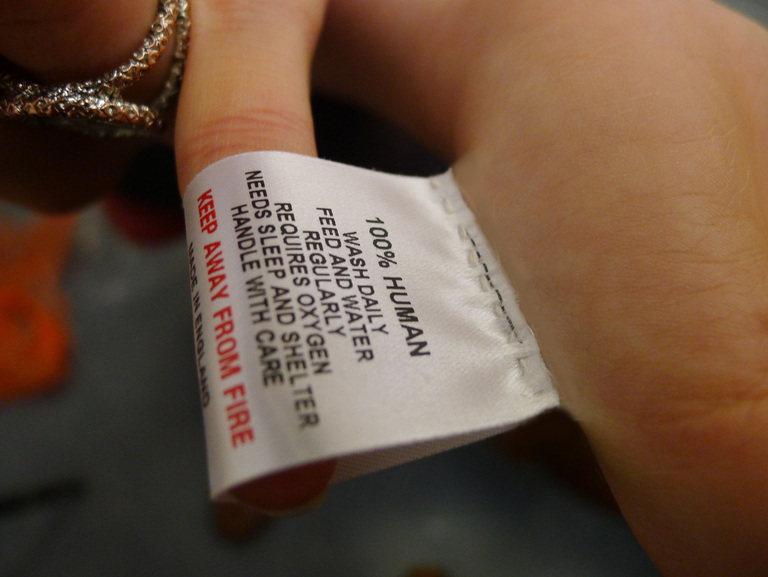 100% HUMAN
WASH DAILY
FEED AND WATER
REGULARLY
REQUIRES OXYGEN
NEEDS SLEEP AND SHELTER
HANDLE WITH CARE
KEEP AWAY FROM FIRE
MADE IN ENGLAND